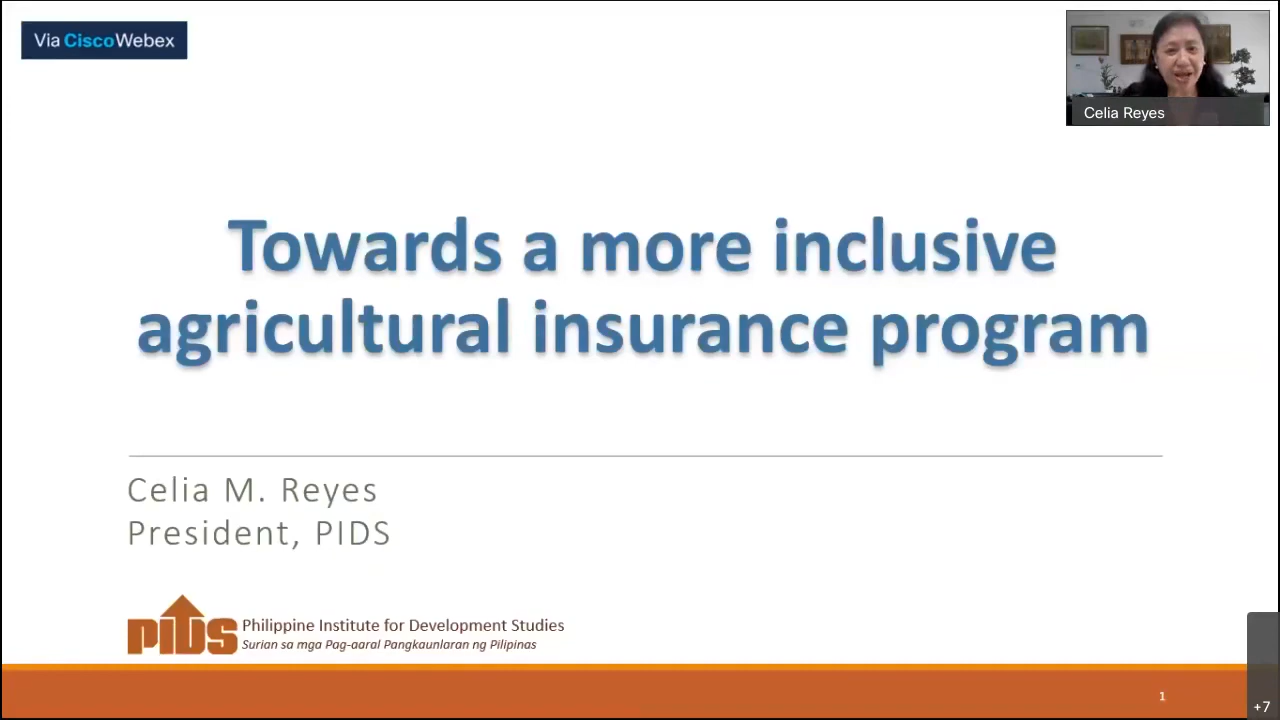 Via CiscoWebex
Celia Reyes
Towards a more inclusive
agricultural insurance program
Celia M. Reyes
President, PIDS
PIDS
Philippine Institute for Development Studies
Surian sa mga Pag-aaral Pangkaunlaran ng Pilipinas
1
+7